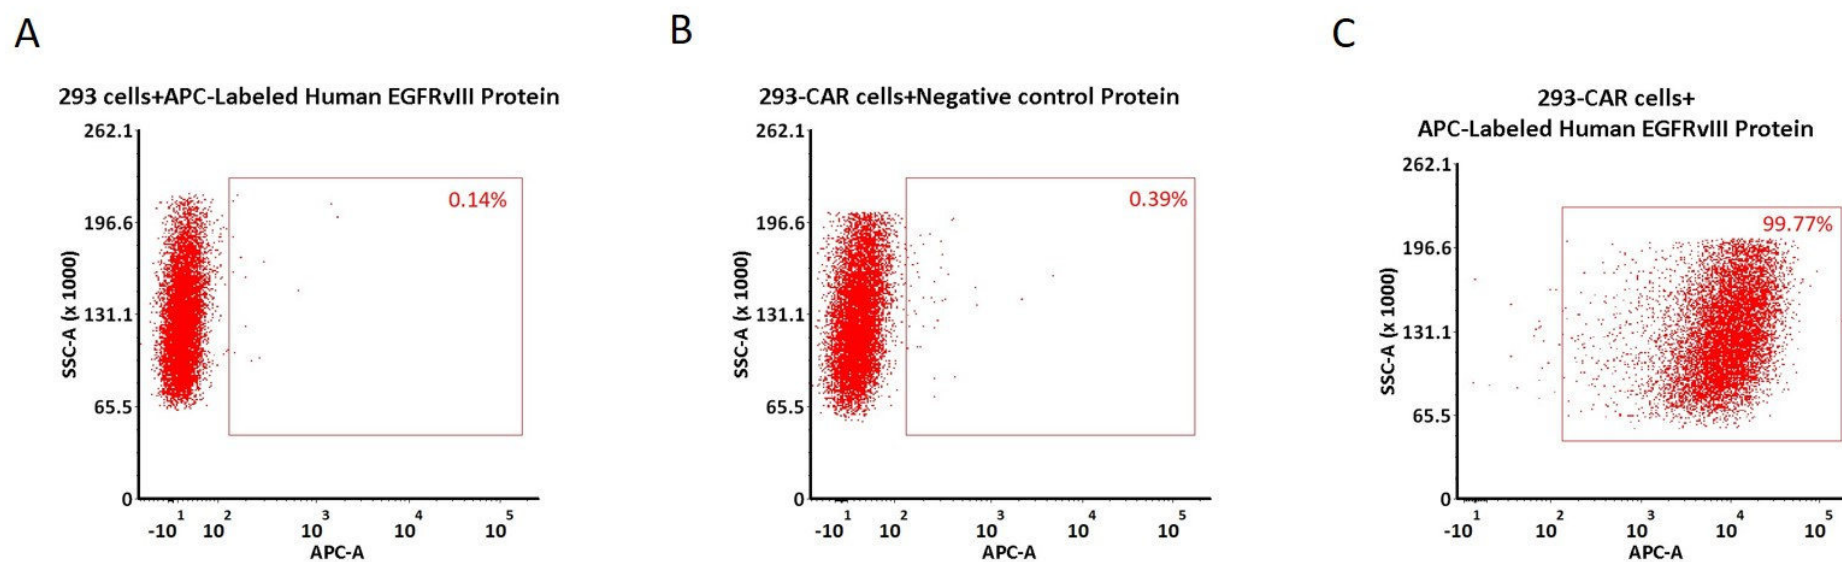 A
B
C
293 cells+APC-Labeled Human EGFRvIII Protein
262.1
196.6
131.1
65.5
0
SSC-A (x 1000)
0.14%
-10 1 10 2 10 3 10 4 10 5
APC-A
293-CAR cells+Negative control Protein
262.1
196.6
131.1
65.5
0
SSC-A (x 1000)
0.39%
-10 1 10 2 10 3 10 4 10 5
APC-A
293-CAR cells+
APC-Labeled Human EGFRvIII Protein
262.1
196.6
131.1
65.5
0
SSC-A (x 1000)
99.77%
-10 1 10 2 10 3 10 4 10 5
APC-A